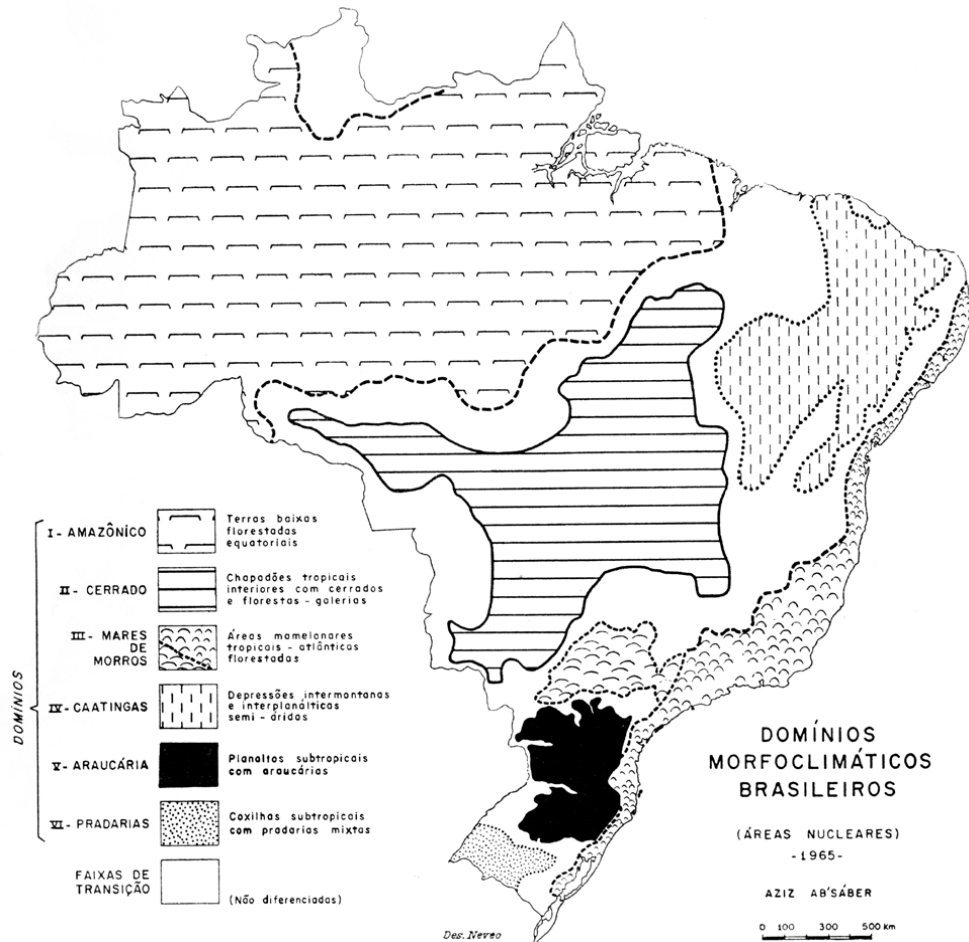 I - AMAZÔNICO
Terras baixas
florestadas
equatoriais
II - CERRADO
Chapadões tropicais
interiores com cerrados
e florestas - galerias
III - MARES
DE
MORROS
Áreas mamelonares
tropicais - atlânticas
florestadas
IV - CAATINGAS
Depressões intermontanas
e interplanálticas
semi - áridas
V - ARAUCÁRIA
Planaltos subtropicais
com araucárias
VI - PRADARIAS
Coxilhas subtropicais
com pradarias mixtas
FAIXAS DE
TRANSIÇÃO
(Não diferenciadas)
DOMÍNIOS
DOMÍNIOS
MORFOCLIMÁTICOS
BRASILEIROS
(ÁREAS NUCLEARES)
- 1965 -
AZIZ AB'SÁBER
0 100 300 500 km
Des. Neveo